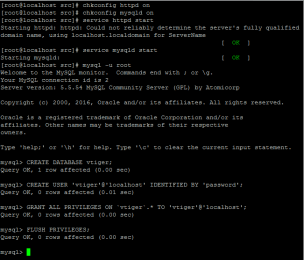 [root@localhost src]# chkconfig httpd on
[root@localhost src]# service httpd start
Starting httpd: httpd: Could not reliably determine the server's fully qualified
domain name, using localhost.localdomain for ServerName
[ OK ]
[root@localhost src]# chkconfig mysqld on
[root@localhost src]# service mysqld start
Starting mysqld: [ OK ]
[root@localhost src]# mysql -u root
Welcome to the MySQL monitor. Commands end with ; or \g.
Your MySQL connection id is 2
Server version: 5.5.54 MySQL Community Server (GPL) by Atomicorp
Copyright (c) 2000, 2016, Oracle and/or its affiliates. All rights reserved.
Oracle is a registered trademark of Oracle Corporation and/or its
affiliates. Other names may be trademarks of their respective
owners.
Type 'help;' or '\h' for help. Type '\c' to clear the current input statement.
mysql> CREATE DATABASE vtiger;
Query OK, 1 row affected (0.00 sec)
mysql> CREATE USER 'vtiger'@'localhost' IDENTIFIED BY 'password';
Query OK, 0 rows affected (0.01 sec)
mysql> GRANT ALL PRIVILEGES ON `vtiger`.* TO 'vtiger'@'localhost';
Query OK, 0 rows affected (0.00 sec)
mysql> FLUSH PRIVILEGES;
Query OK, 0 rows affected (0.00 sec)
mysql>